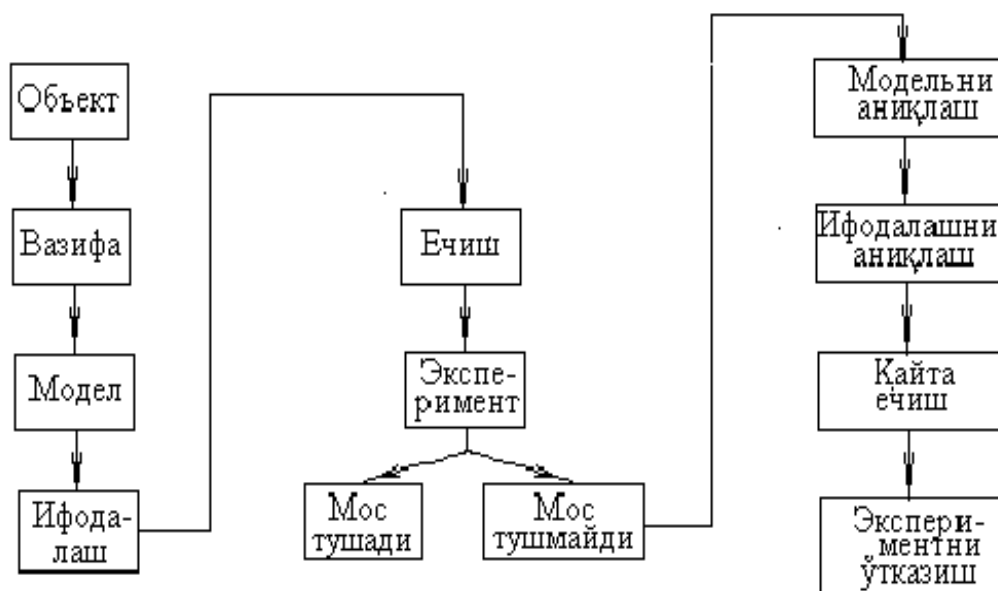 Объект
Вазифа
Модел
Ифода-
лаш
Ечиш
Экспе-
римент
Мос
тушади
Мос
тушмайди
Модельни
аниқлаш
Ифодалашни
аниқлаш
Кайта
ечиш
Экспери-
ментни
ўтказиш